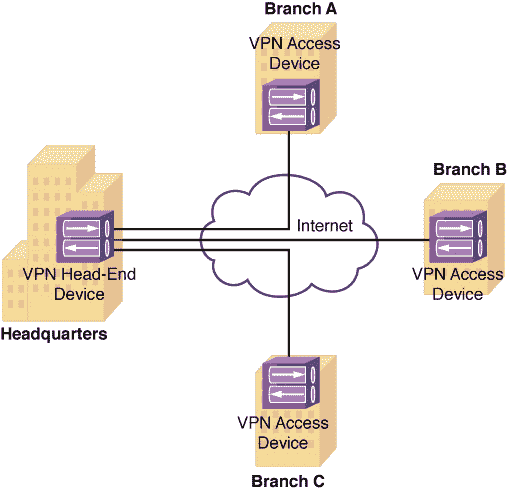 Branch A
VPN Access
Device
Branch B
Internet
VPN Head-End
Device
VPN Access
Device
Headquarters
VPN Access
Device
Branch C